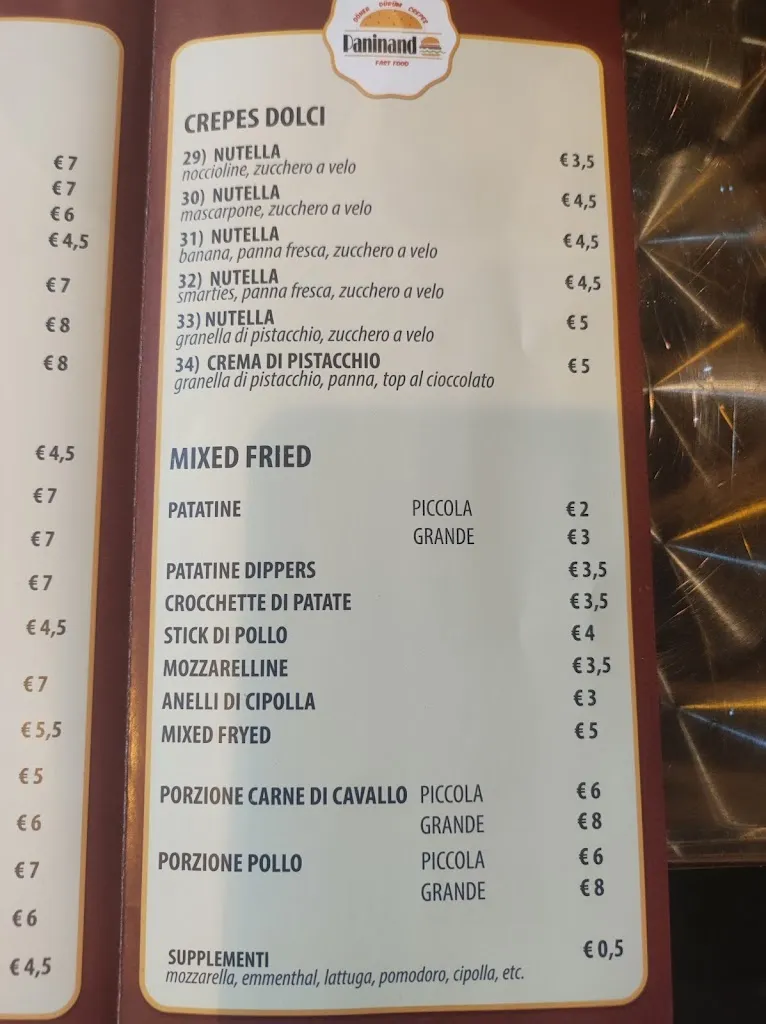 € 7
€ 7
€ 6
€ 4,5
€ 7
€ 8
€ 8
€ 4,5
€ 7
€ 7
€ 7
€ 4,5
€ 7
€ 5,5
€ 5
€ 6
€ 7
€ 6
€ 4,5
DÖNER DÜRÜM CREPES
Paninand
FAST FOOD
CREPES DOLCI
29) NUTELLA € 3,5
noccioline, zucchero a velo
30) NUTELLA € 4,5
mascarpone, zucchero a velo
31) NUTELLA € 4,5
banana, panna fresca, zucchero a velo
32) NUTELLA € 4,5
smarties, panna fresca, zucchero a velo
33) NUTELLA € 5
granella di pistacchio, zucchero a velo
34) CREMA DI PISTACCHIO € 5
granella di pistacchio, panna, top al cioccolato
MIXED FRIED
PATATINE PICCOLA € 2
GRANDE € 3
PATATINE DIPPERS € 3,5
CROCCHETTE DI PATATE € 3,5
STICK DI POLLO € 4
MOZZARELLINE € 3,5
ANELLI DI CIPOLLA € 3
MIXED FRYED € 5
PORZIONE CARNE DI CAVALLO PICCOLA € 6
GRANDE € 8
PORZIONE POLLO PICCOLA € 6
GRANDE € 8
SUPPLEMENTI € 0,5
mozzarella, emmenthal, lattuga, pomodoro, cipolla, etc.